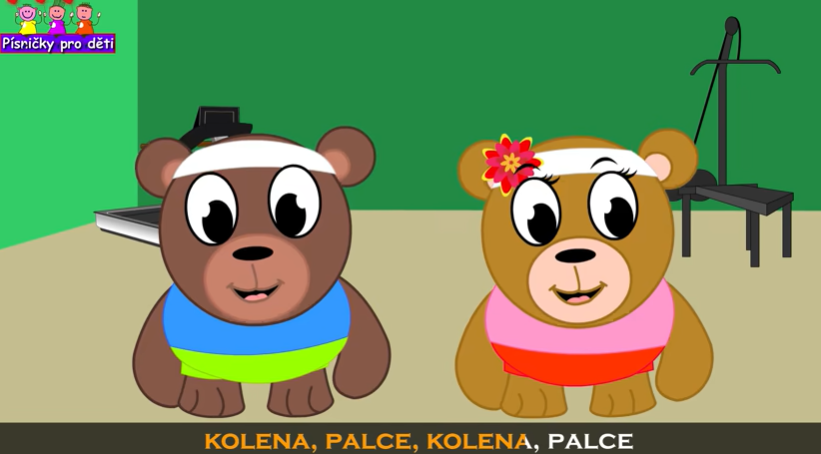 Písničky pro děti
KOLENA, PALCE, KOLENA, PALCE